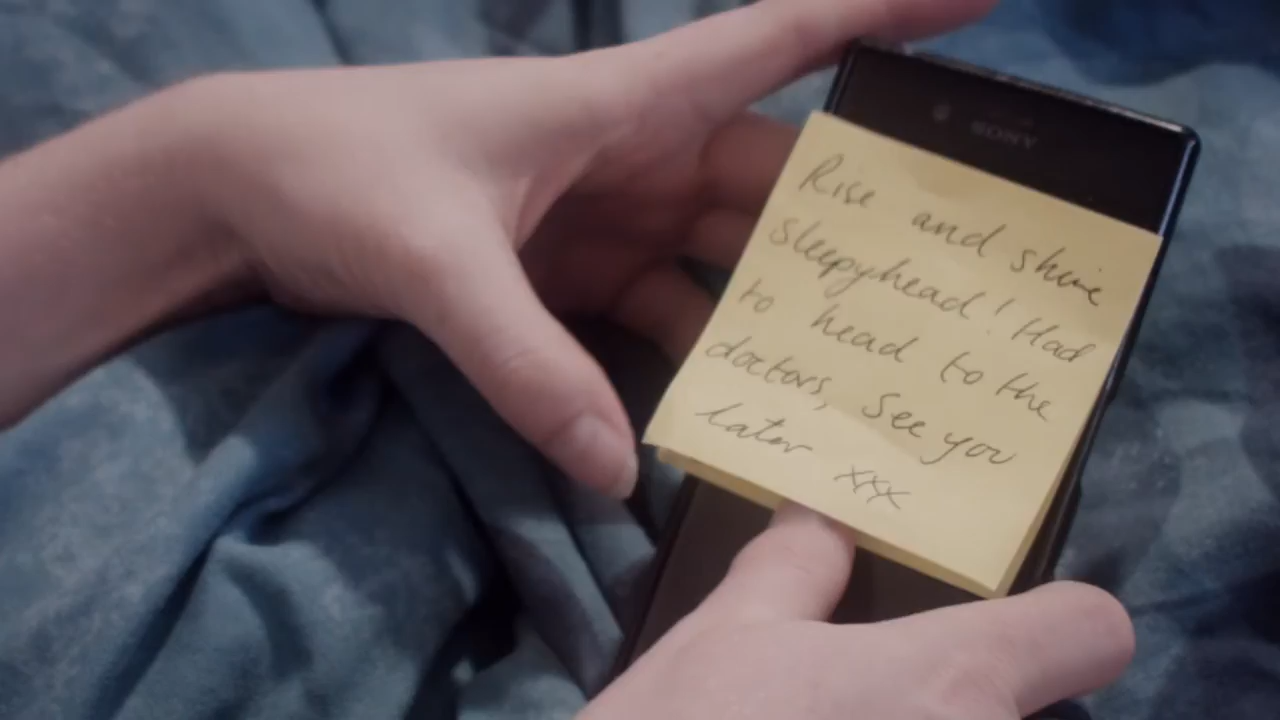 SONY
Rise and shine
sleepyhead! Had
to head to the
doctors, see you
later xxx